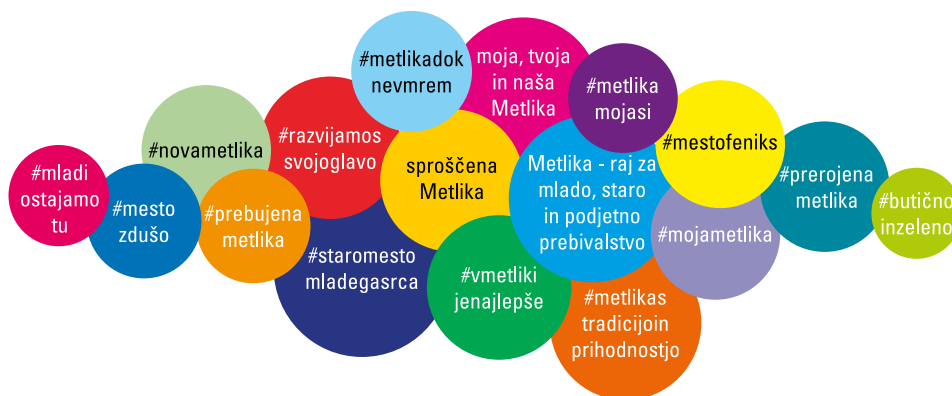 #mladi
ostajamo
tu
#mesto
zdušo
#novametlika
#prebujena
metlika
#razvijamos
svojoglavo
#staromesto
mladegasrca
#metlikadok
nevmrem
sproščena
Metlika
#vmetliki
jenajlepše
moja, tvoja
in naša
Metlika
Metlika - raj za
mlado, staro
in podjetno
prebivalstvo
#metlika
mojasi
#metlikas
tradicijoin
prihodnostjo
#mestofeniks
#mojametlika
#prerojena
metlika
#butično
inzeleno